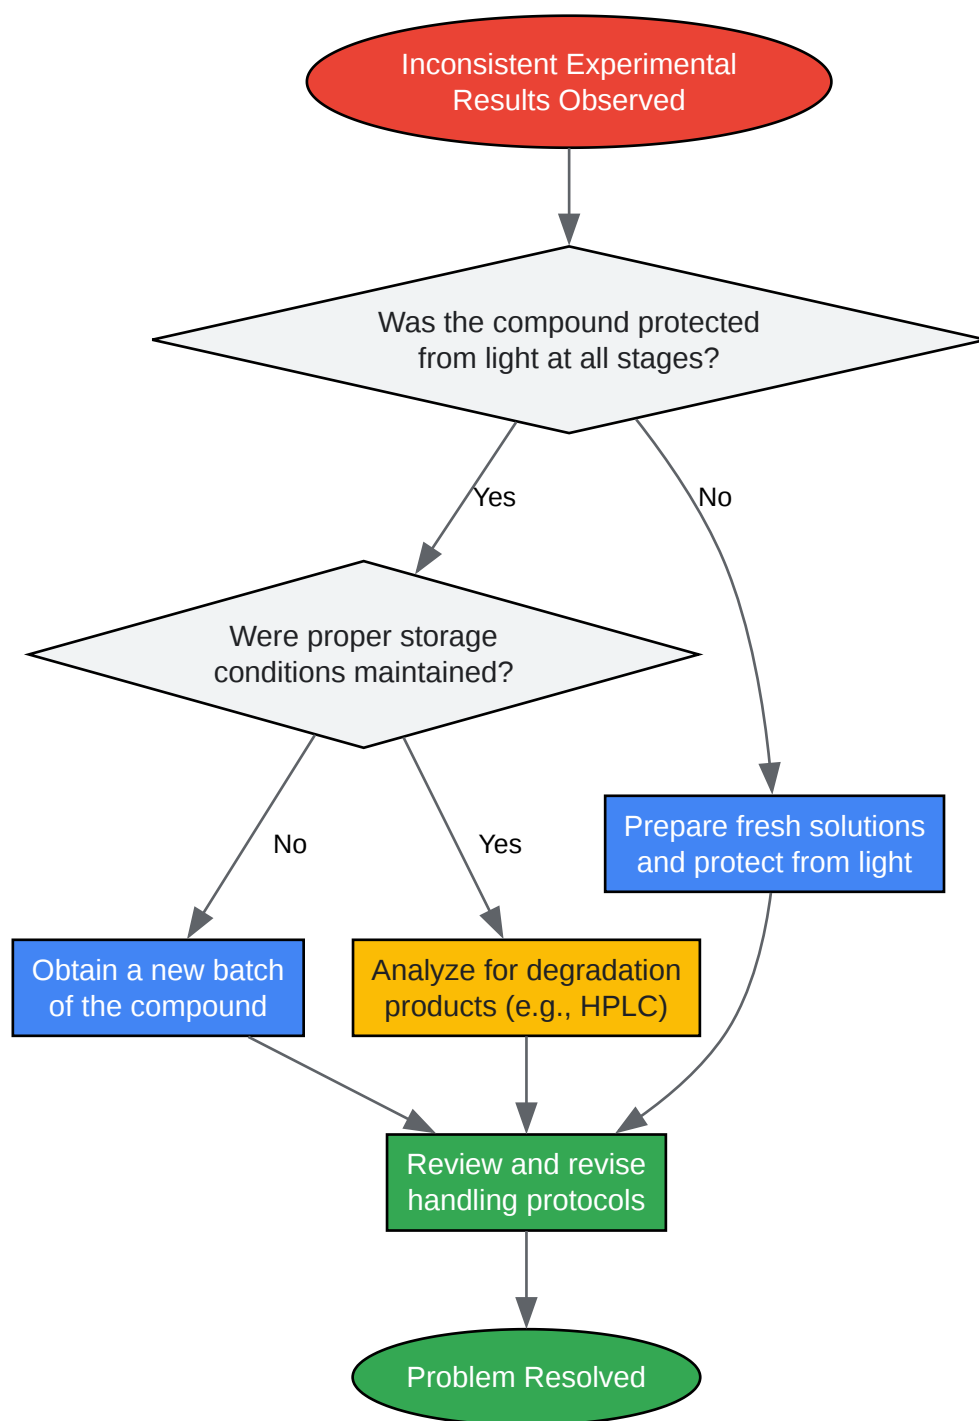 Inconsistent Experimental
Results Observed
Was the compound protected
from light at all stages?
Yes
No
Were proper storage
conditions maintained?
No
Yes
Prepare fresh solutions
and protect from light
Obtain a new batch
of the compound
Analyze for degradation
products (e.g., HPLC)
Review and revise
handling protocols
Problem Resolved